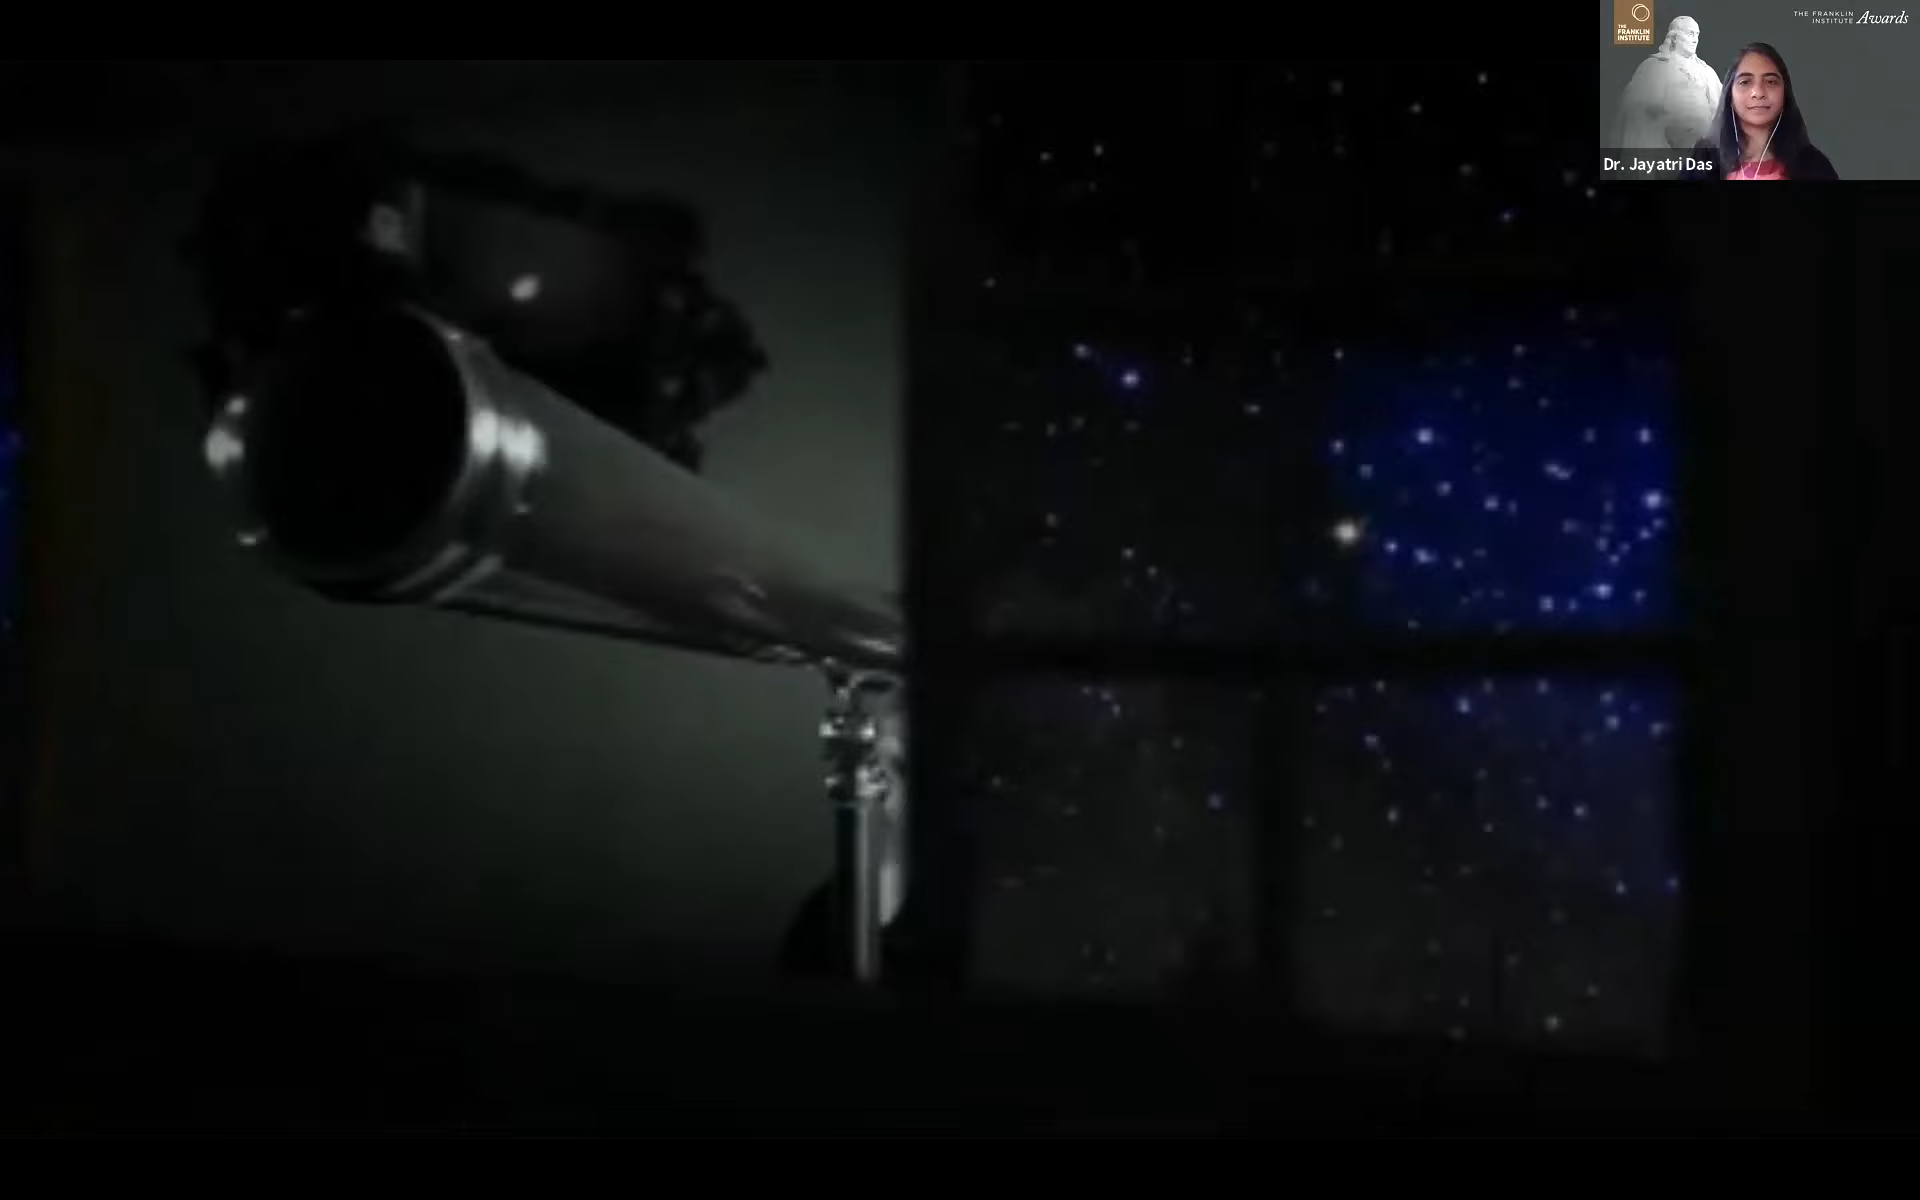 THE
FRANKLIN
INSTITUTE
THE FRANKLIN
INSTITUTE Awards
Dr. Jayatri Das